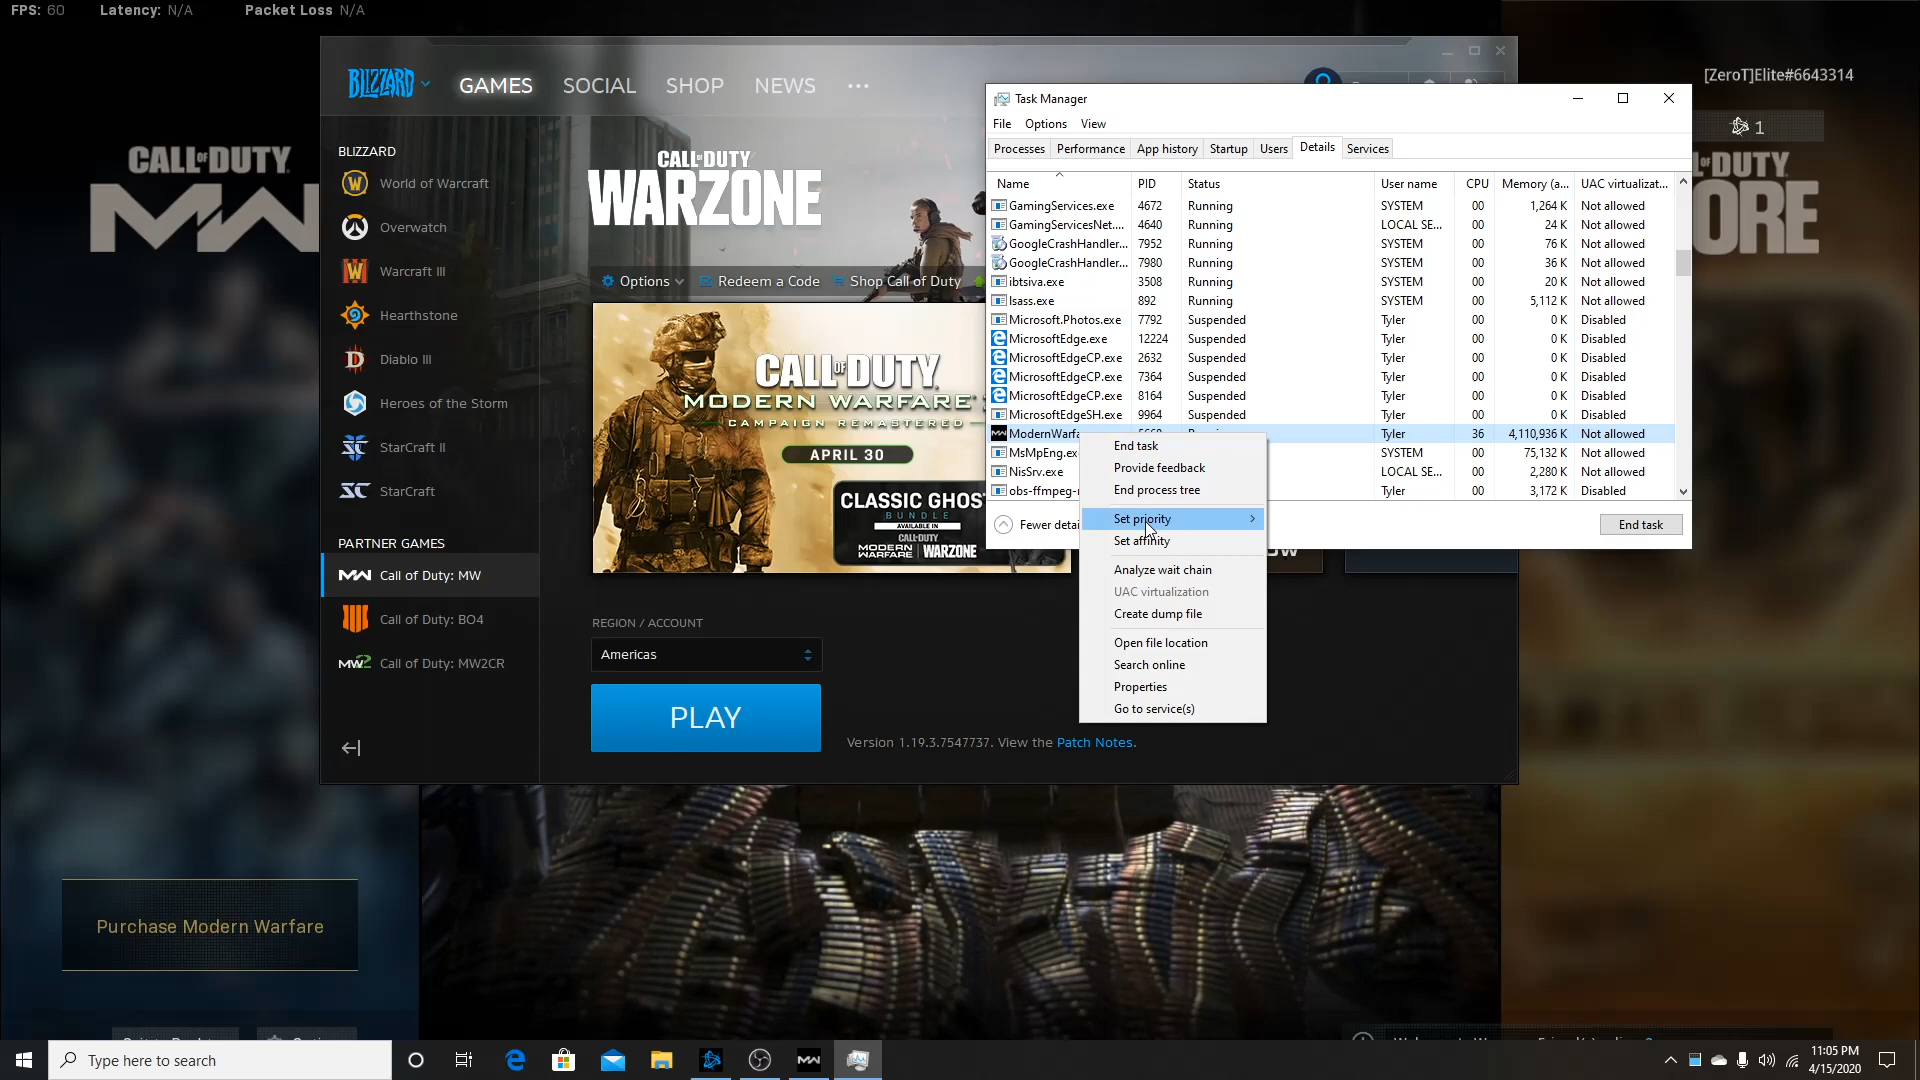 FPS: 60 Latency: N/A Packet Loss N/A
[ZeroT]Elite#6643314
1
CALL OF DUTY
MW
BLIZZARD
GAMES SOCIAL SHOP NEWS ...
BLIZZARD
World of Warcraft
Overwatch
Warcraft III
Hearthstone
Diablo III
Heroes of the Storm
StarCraft II
StarCraft
PARTNER GAMES
Call of Duty: MW
Call of Duty: BO4
Call of Duty: MW2CR
CALL OF DUTY
WARZONE
Options
Redeem a Code
Shop Call of Duty
CALL OF DUTY
MODERN WARFARE 2
CAMPAIGN REMASTERED
APRIL 30
CLASSIC GHOS
BUNDLE
AVAILABLE IN
CALL OF DUTY
MODERN WARFARE | WARZONE
REGION / ACCOUNT
Americas
PLAY
Version 1.19.3.7547737. View the Patch Notes.
Task Manager
File Options View
Processes Performance App history Startup Users Details Services
Name PID Status User name CPU Memory (a... UAC virtualizat...
GamingServices.exe 4672 Running SYSTEM 00 1,264 K Not allowed
GamingServicesNet.... 4640 Running LOCAL SE... 00 24 K Not allowed
GoogleCrashHandler... 7952 Running SYSTEM 00 76 K Not allowed
GoogleCrashHandler... 7980 Running SYSTEM 00 36 K Not allowed
ibtsiva.exe 3508 Running SYSTEM 00 20 K Not allowed
lsass.exe 892 Running SYSTEM 00 5,112 K Not allowed
Microsoft.Photos.exe 7792 Suspended Tyler 00 0 K Disabled
MicrosoftEdge.exe 12224 Suspended Tyler 00 0 K Disabled
MicrosoftEdgeCP.exe 2632 Suspended Tyler 00 0 K Disabled
MicrosoftEdgeCP.exe 7364 Suspended Tyler 00 0 K Disabled
MicrosoftEdgeCP.exe 8164 Suspended Tyler 00 0 K Disabled
MicrosoftEdgeSH.exe 9964 Suspended Tyler 00 0 K Disabled
ModernWarfa Tyler 36 4,110,936 K Not allowed
MsMpEng.ex SYSTEM 00 75,132 K Not allowed
NisSrv.exe LOCAL SE... 00 2,280 K Not allowed
obs-ffmpeg- Tyler 00 3,172 K Disabled
Fewer detai
End task
End task
Provide feedback
End process tree
Set priority
Set affinity
Analyze wait chain
UAC virtualization
Create dump file
Open file location
Search online
Properties
Go to service(s)
OF DUTY
ORE
OW
Purchase Modern Warfare
Type here to search
11:05 PM
4/15/2020